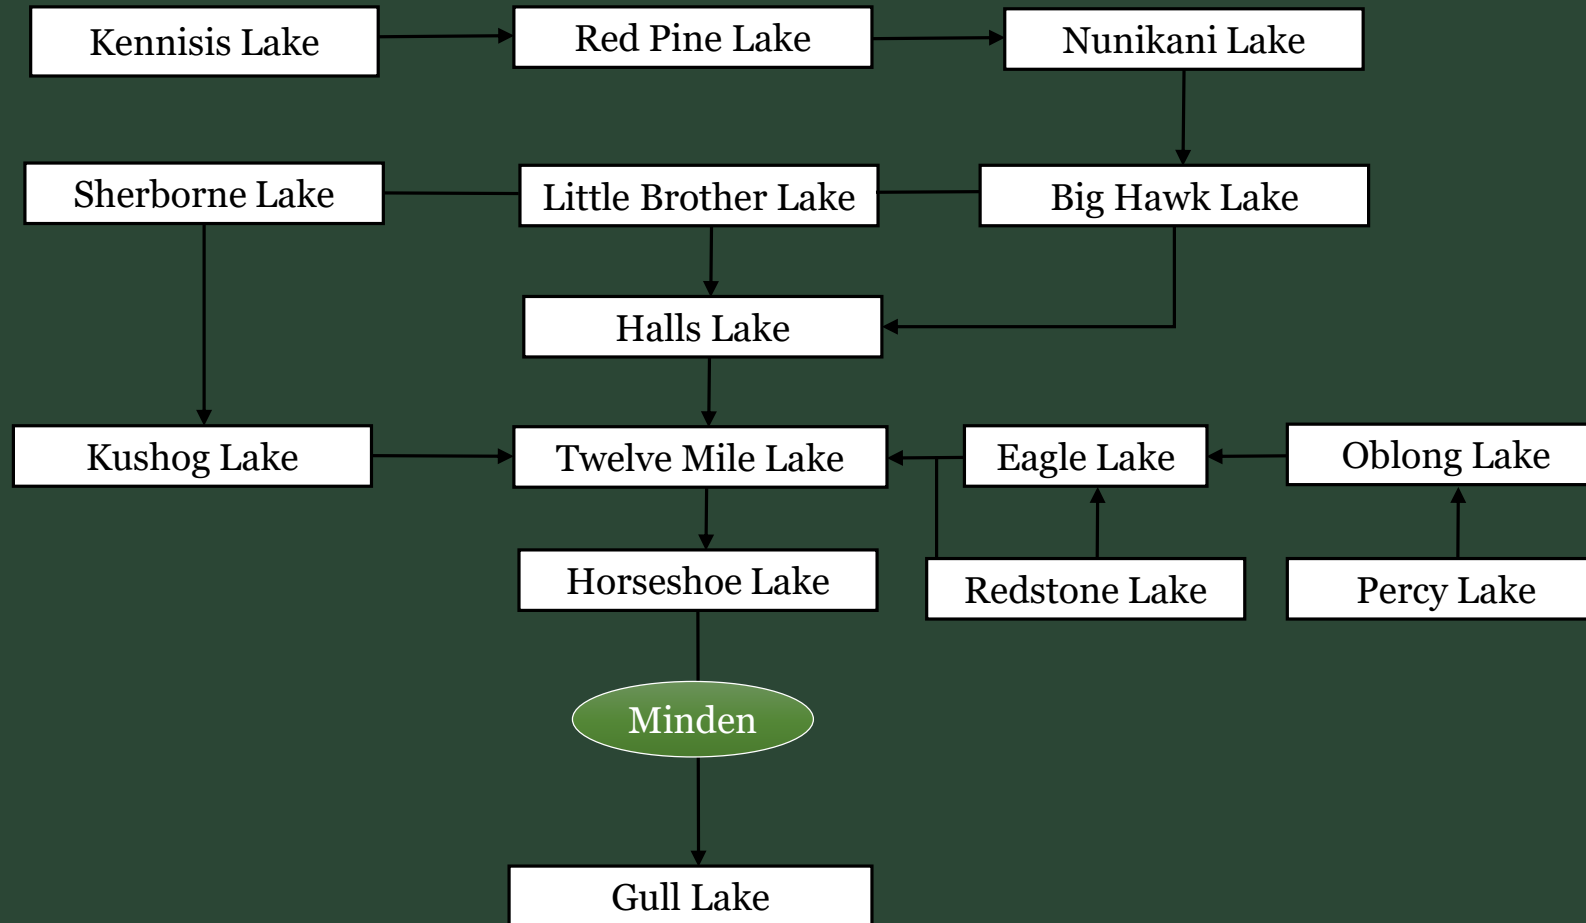 Kennisis Lake
Red Pine Lake
Nunikani Lake
Sherborne Lake
Little Brother Lake
Big Hawk Lake
Halls Lake
Kushog Lake
Twelve Mile Lake
Eagle Lake
Oblong Lake
Horseshoe Lake
Redstone Lake
Percy Lake
Minden
Gull Lake